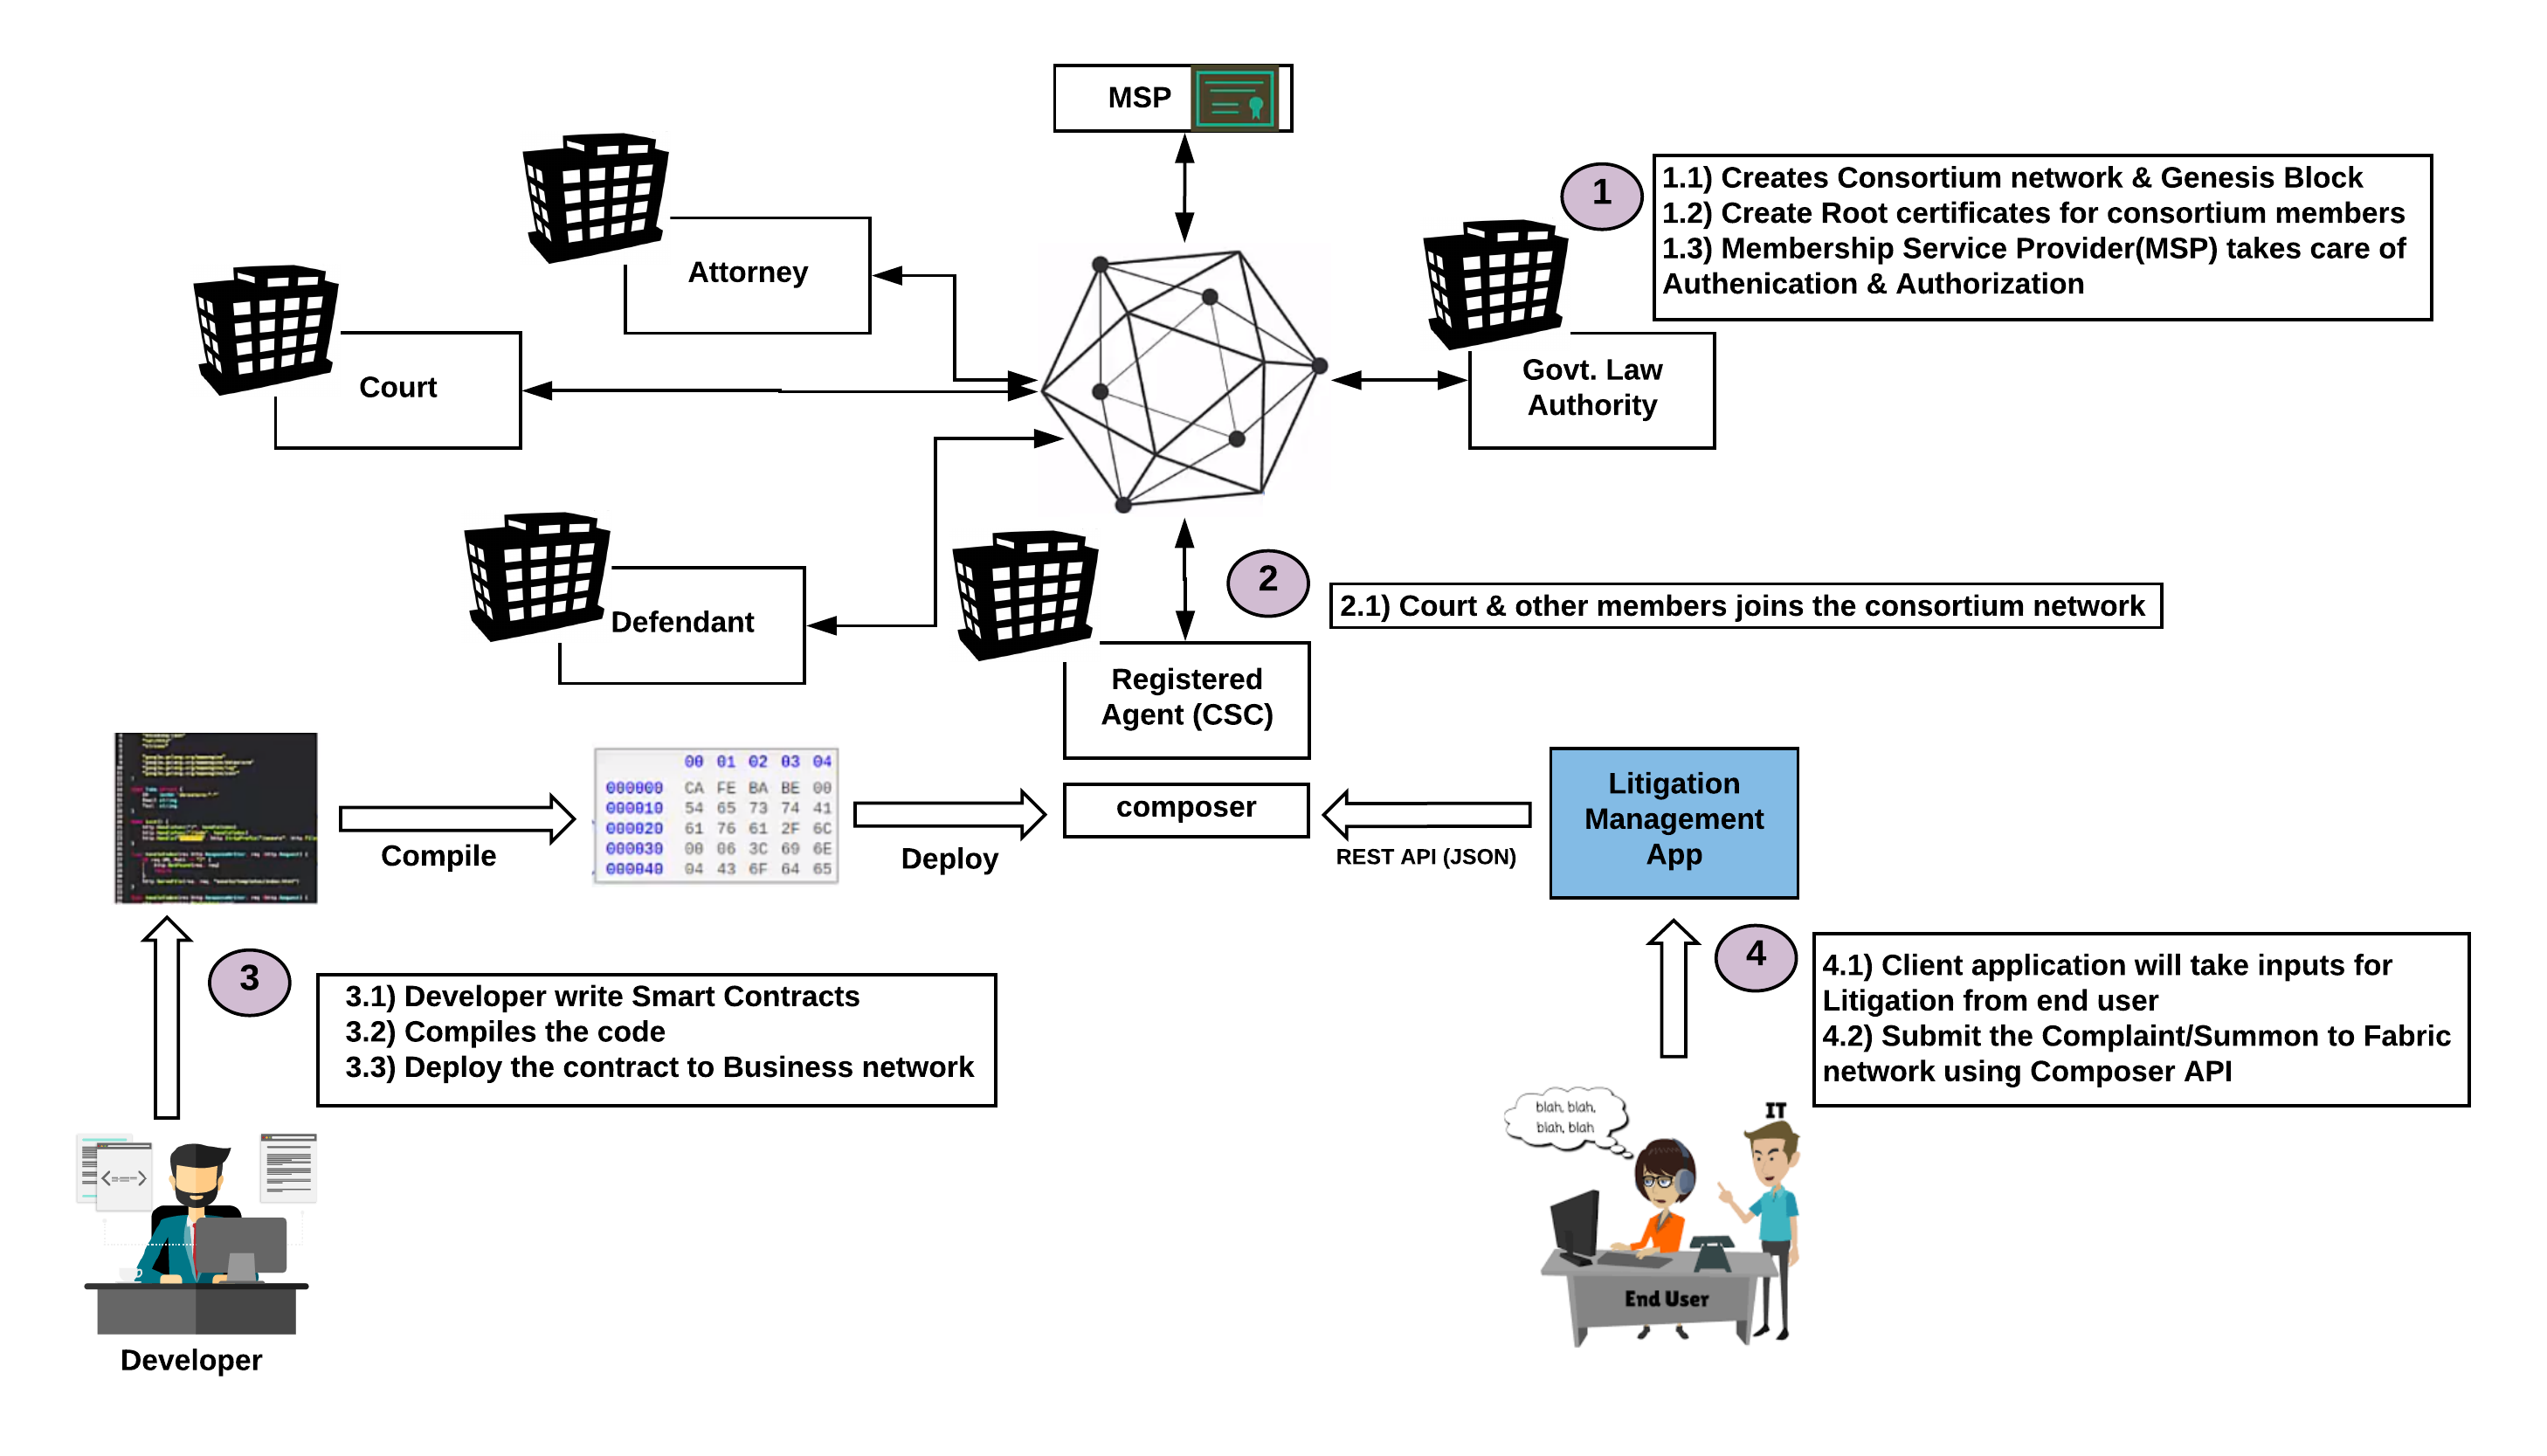 MSP
1
1.1) Creates Consortium network & Genesis Block
1.2) Create Root certificates for consortium members
1.3) Membership Service Provider(MSP) takes care of
Authenication & Authorization
Attorney
Court
Govt. Law
Authority
Defendant
2
2.1) Court & other members joins the consortium network
Registered
Agent (CSC)
00 01 02 03 04
000000 CA FE BA BE 00
000010 54 65 73 74 41
000020 61 76 61 2F 6C
000030 00 06 3C 69 6E
000040 04 43 6F 64 65
Compile
Deploy
composer
REST API (JSON)
Litigation
Management
App
3
3.1) Developer write Smart Contracts
3.2) Compiles the code
3.3) Deploy the contract to Business network
4
4.1) Client application will take inputs for
Litigation from end user
4.2) Submit the Complaint/Summon to Fabric
network using Composer API
blah, blah,
blah, blah
IT
End User
Developer